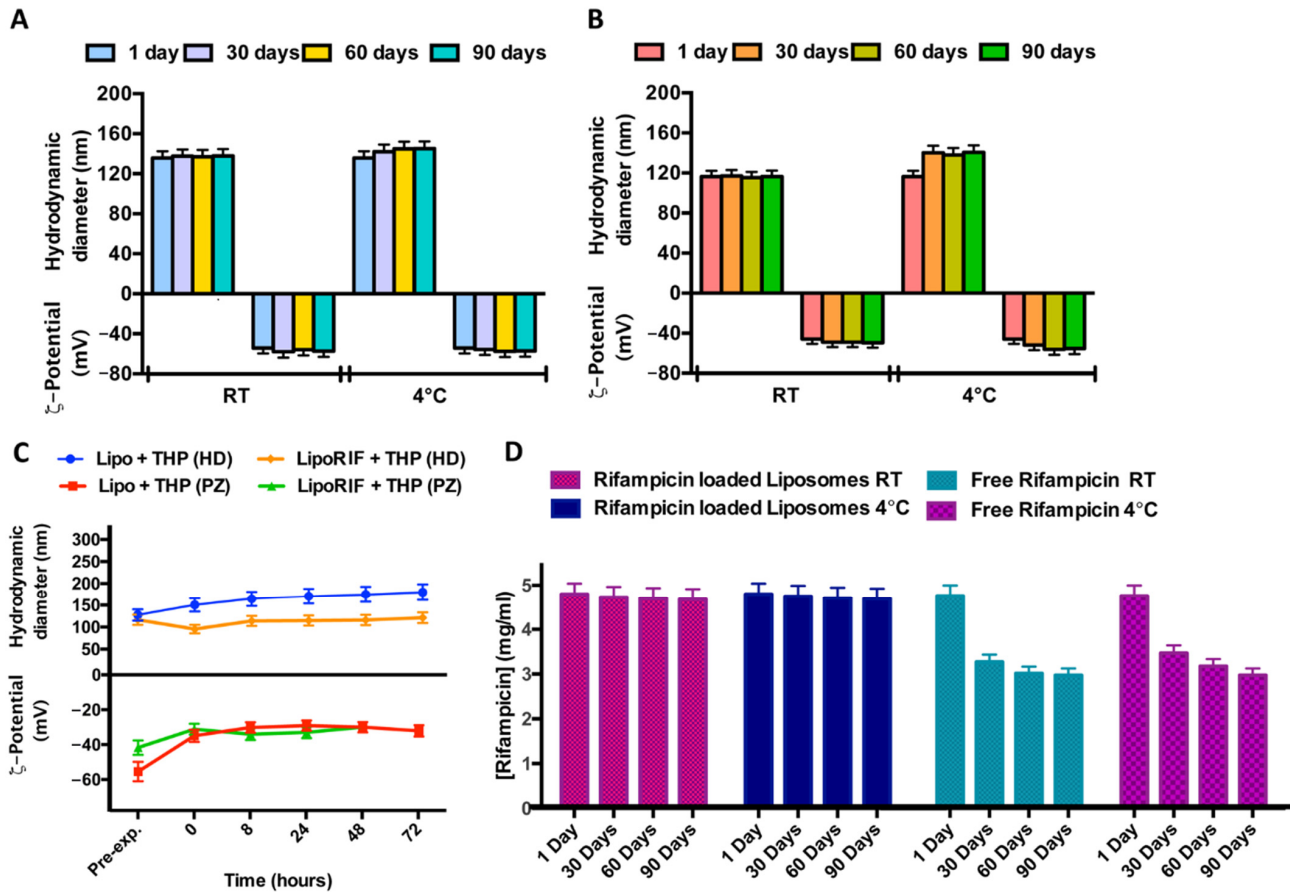 A
1 day 30 days 60 days 90 days
Hydrodynamic
diameter (nm)
ζ–Potential
(mV)
200
160
120
80
40
0
−40
−80
RT 4°C
B
1 day 30 days 60 days 90 days
Hydrodynamic
diameter (nm)
ζ–Potential
(mV)
200
160
120
80
40
0
−40
−80
RT 4°C
C
Lipo + THP (HD) LipoRIF + THP (HD)
Lipo + THP (PZ) LipoRIF + THP (PZ)
Hydrodynamic
diameter (nm)
ζ–Potential
(mV)
300
250
200
150
100
50
0
−20
−40
−60
Pre-exp. 0 8 24 48 72
Time (hours)
D
Rifampicin loaded Liposomes RT Free Rifampicin RT
Rifampicin loaded Liposomes 4°C Free Rifampicin 4°C
[Rifampicin] (mg/ml)
5
4
3
2
1
0
1 Day 30 Days 60 Days 90 Days 1 Day 30 Days 60 Days 90 Days 1 Day 30 Days 60 Days 90 Days 1 Day 30 Days 60 Days 90 Days